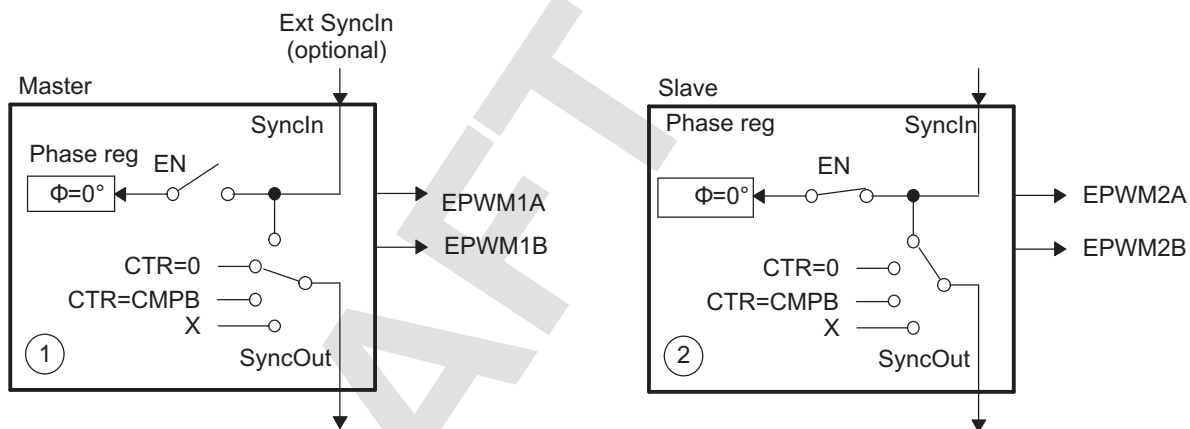 Ext SyncIn
(optional)
Master
SyncIn
Phase reg
EN
Φ=0°
EPWM1A
EPWM1B
CTR=0
CTR=CMPB
X
1
SyncOut
Slave
Phase reg
SyncIn
EN
Φ=0°
EPWM2A
EPWM2B
CTR=0
CTR=CMPB
X
2
SyncOut
AFT